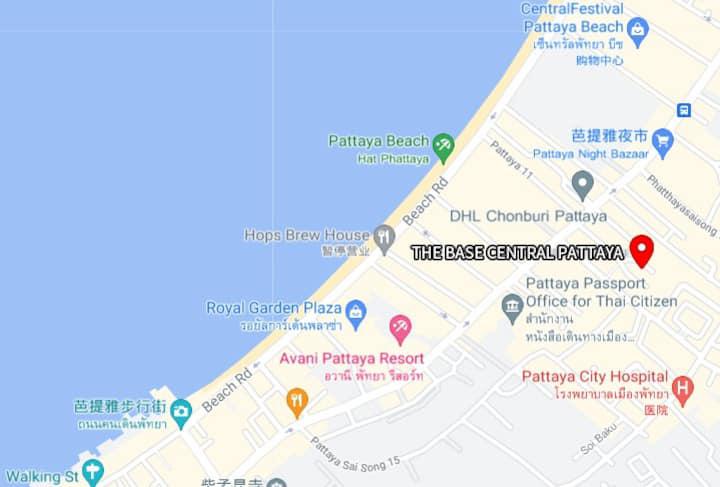 CentralFestival
Pattaya Beach
เซ็นทรัลพัทยา บีช
购物中心
Pattaya Beach
Hat Phattaya
芭提雅夜市
Pattaya Night Bazaar
Pattaya 11
Phatthayasaisong
Beach Rd
DHL Chonburi Pattaya
Hops Brew House
暂停营业
THE BASE CENTRAL PATTAYA
Pattaya Passport
Office for Thai Citizen
สำนักงาน
หนังสือเดินทางเมือง...
Royal Garden Plaza
รอยัลการ์เด้นพลาซ่า
Avani Pattaya Resort
อวานี พัทยา รีสอร์ท
Pattaya City Hospital
โรงพยาบาลเมืองพัทยา
医院
Beach Rd
芭提雅步行街
ถนนคนเดินพัทยา
Soi Baku
Pattaya Sai Song 15
Walking St